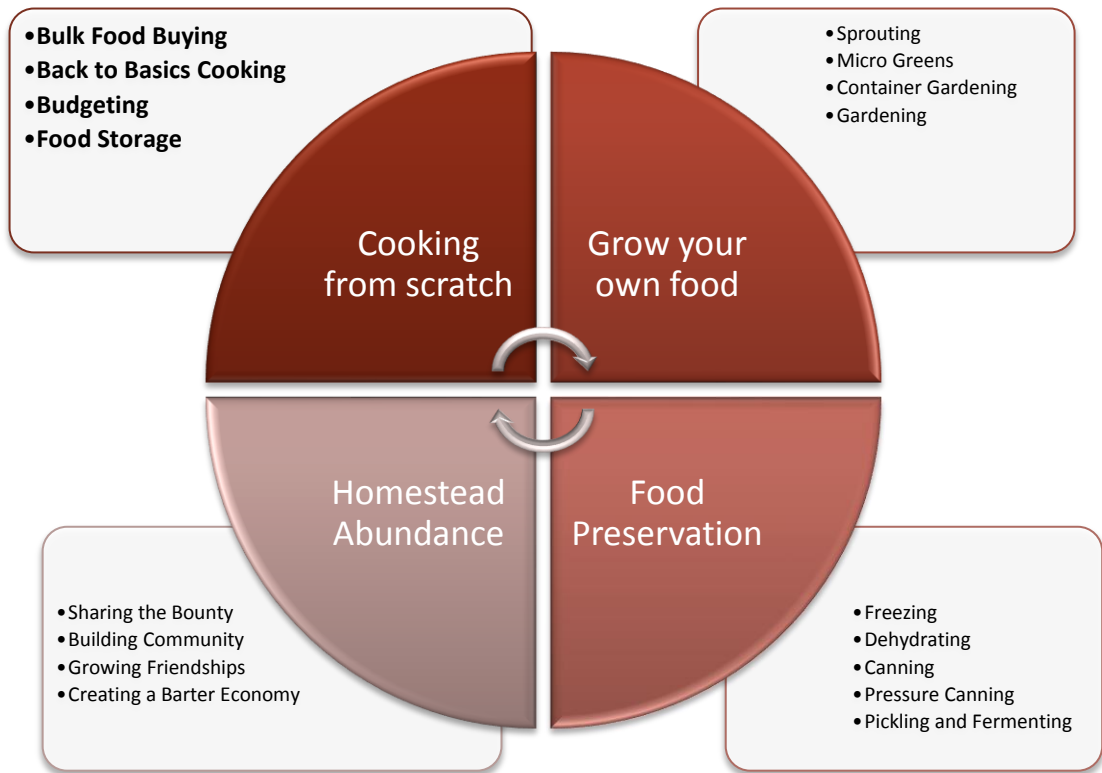 •Bulk Food Buying
•Back to Basics Cooking
•Budgeting
•Food Storage
•Sprouting
•Micro Greens
•Container Gardening
•Gardening
Cooking
from scratch
Grow your
own food
Homestead
Abundance
Food
Preservation
•Sharing the Bounty
•Building Community
•Growing Friendships
•Creating a Barter Economy
•Freezing
•Dehydrating
•Canning
•Pressure Canning
•Pickling and Fermenting